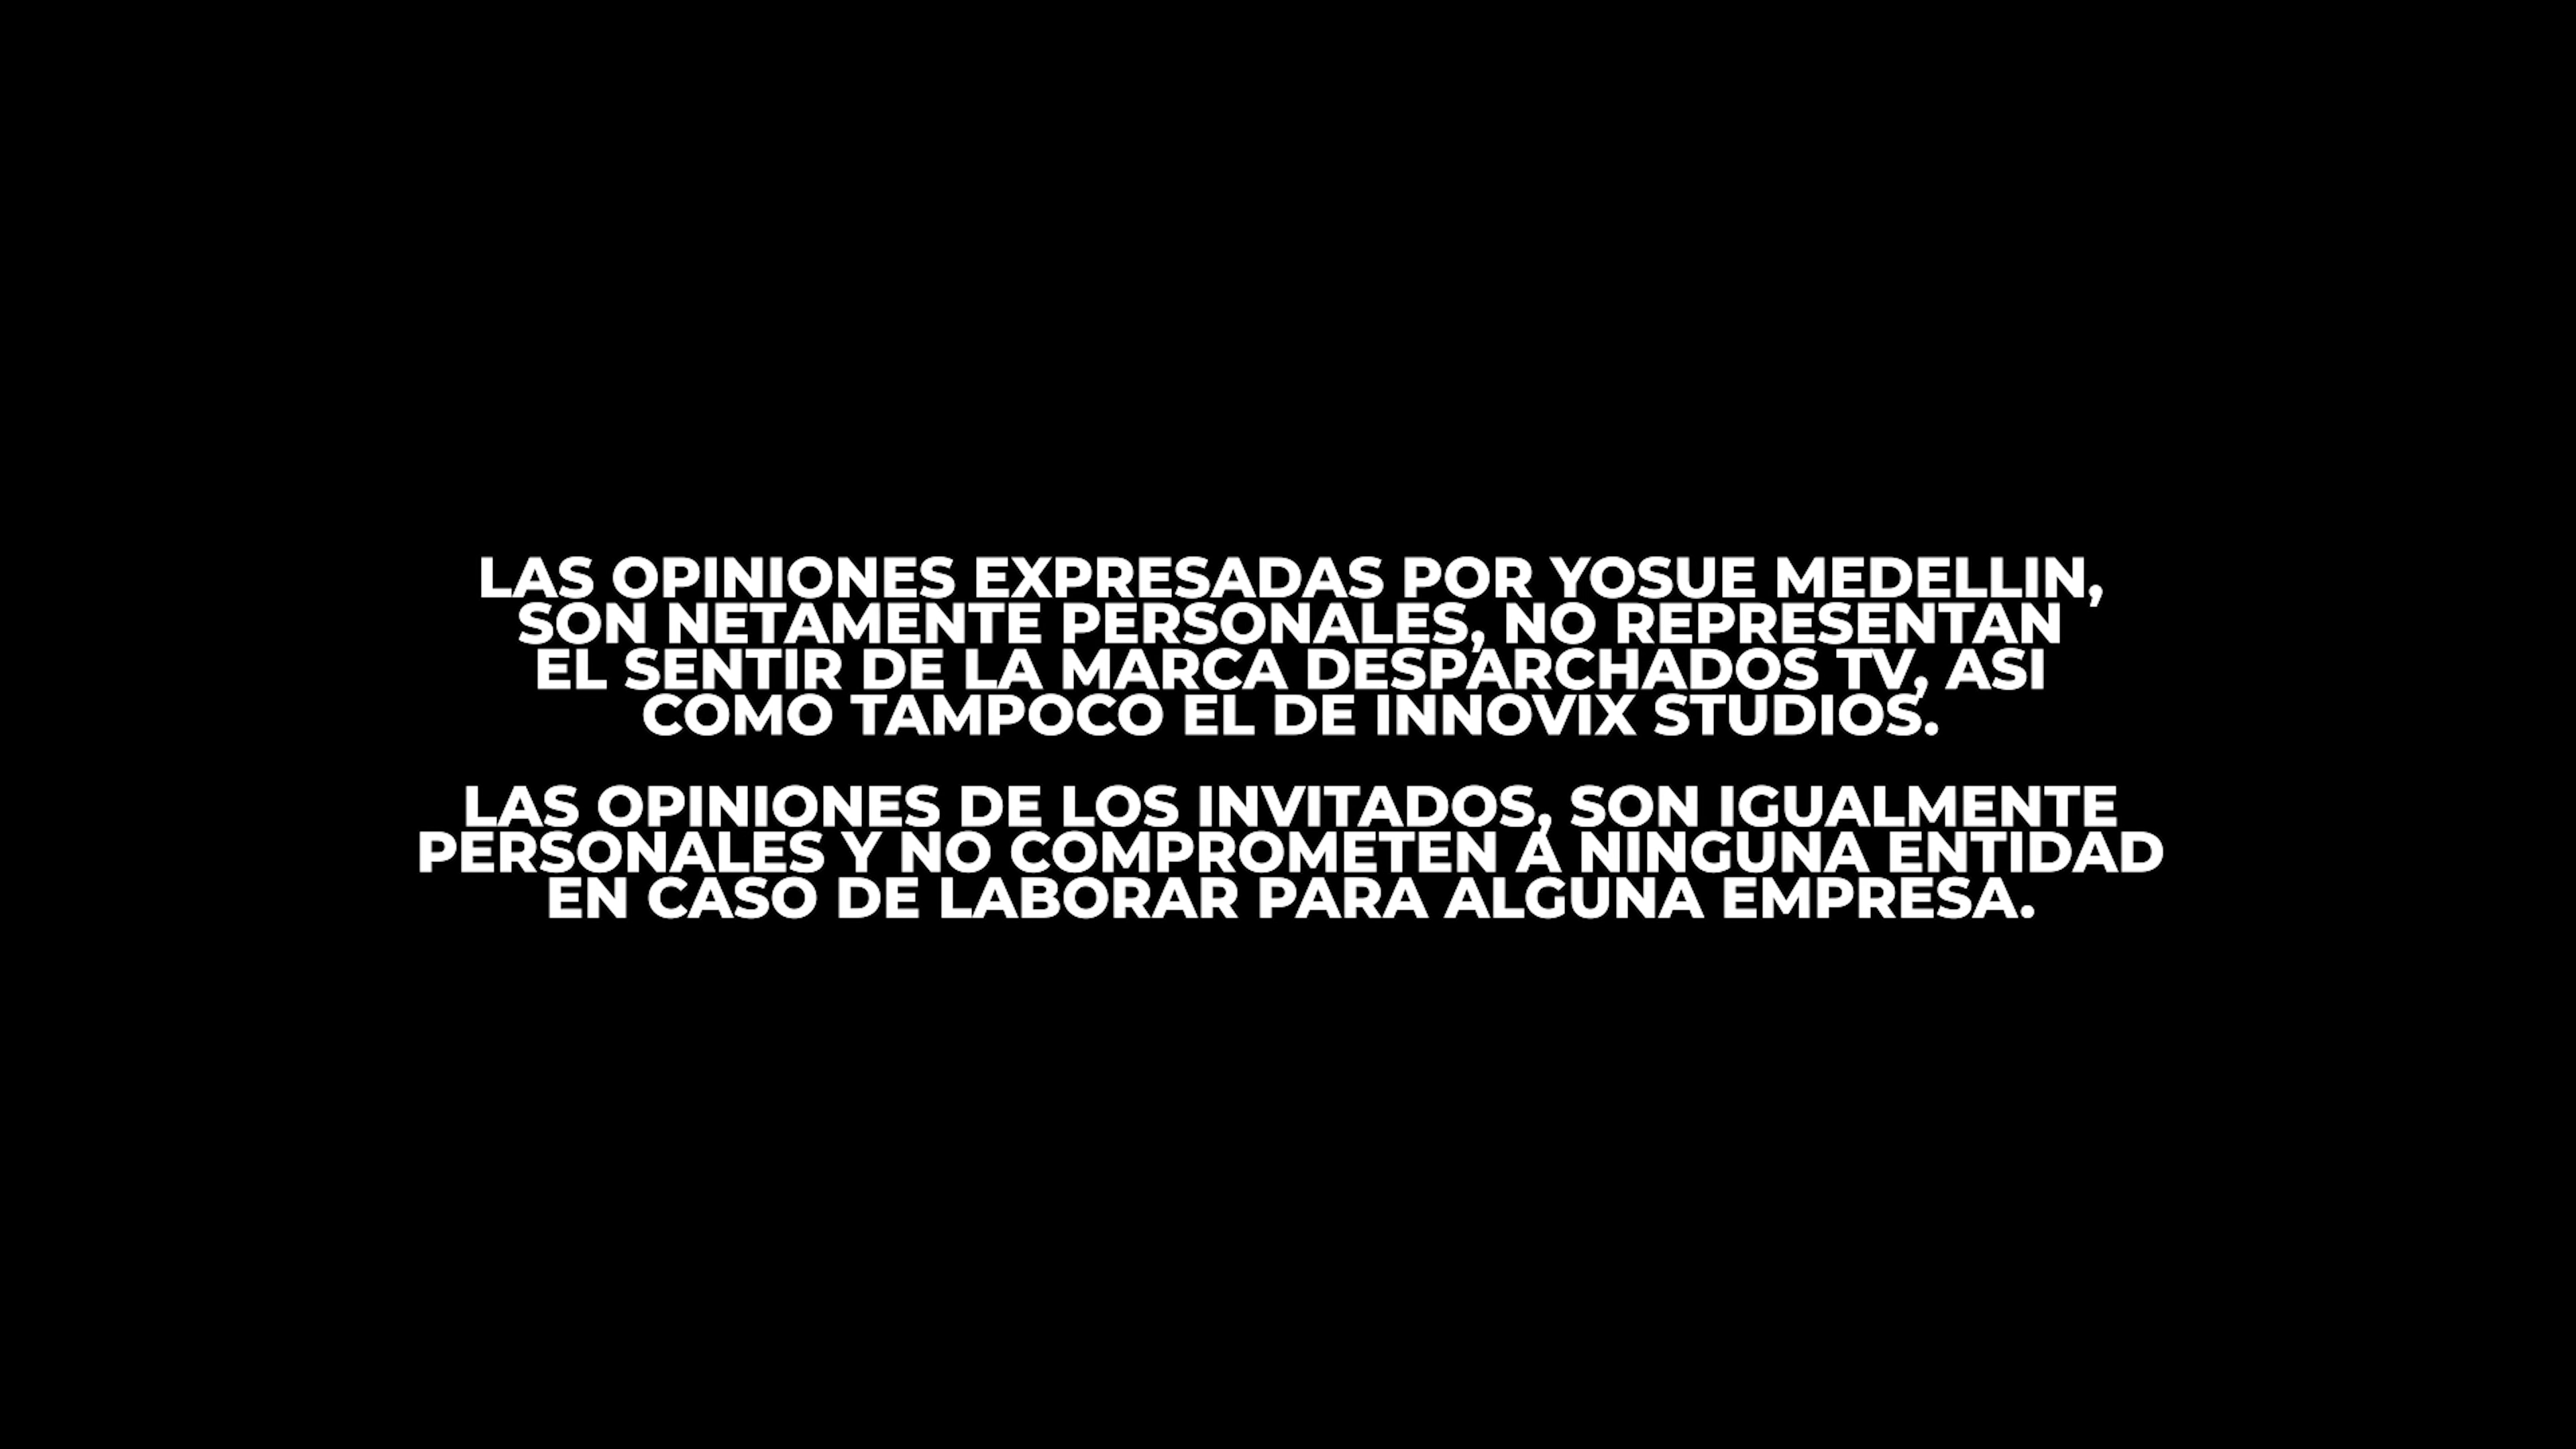 LAS OPINIONES EXPRESADAS POR YOSUE MEDELLIN,
SON NETAMENTE PERSONALES, NO REPRESENTAN
EL SENTIR DE LA MARCA DESPARCHADOS TV, ASI
COMO TAMPOCO EL DE INNOVIX STUDIOS.
LAS OPINIONES DE LOS INVITADOS, SON IGUALMENTE
PERSONALES Y NO COMPROMETEN A NINGUNA ENTIDAD
EN CASO DE LABORAR PARA ALGUNA EMPRESA.